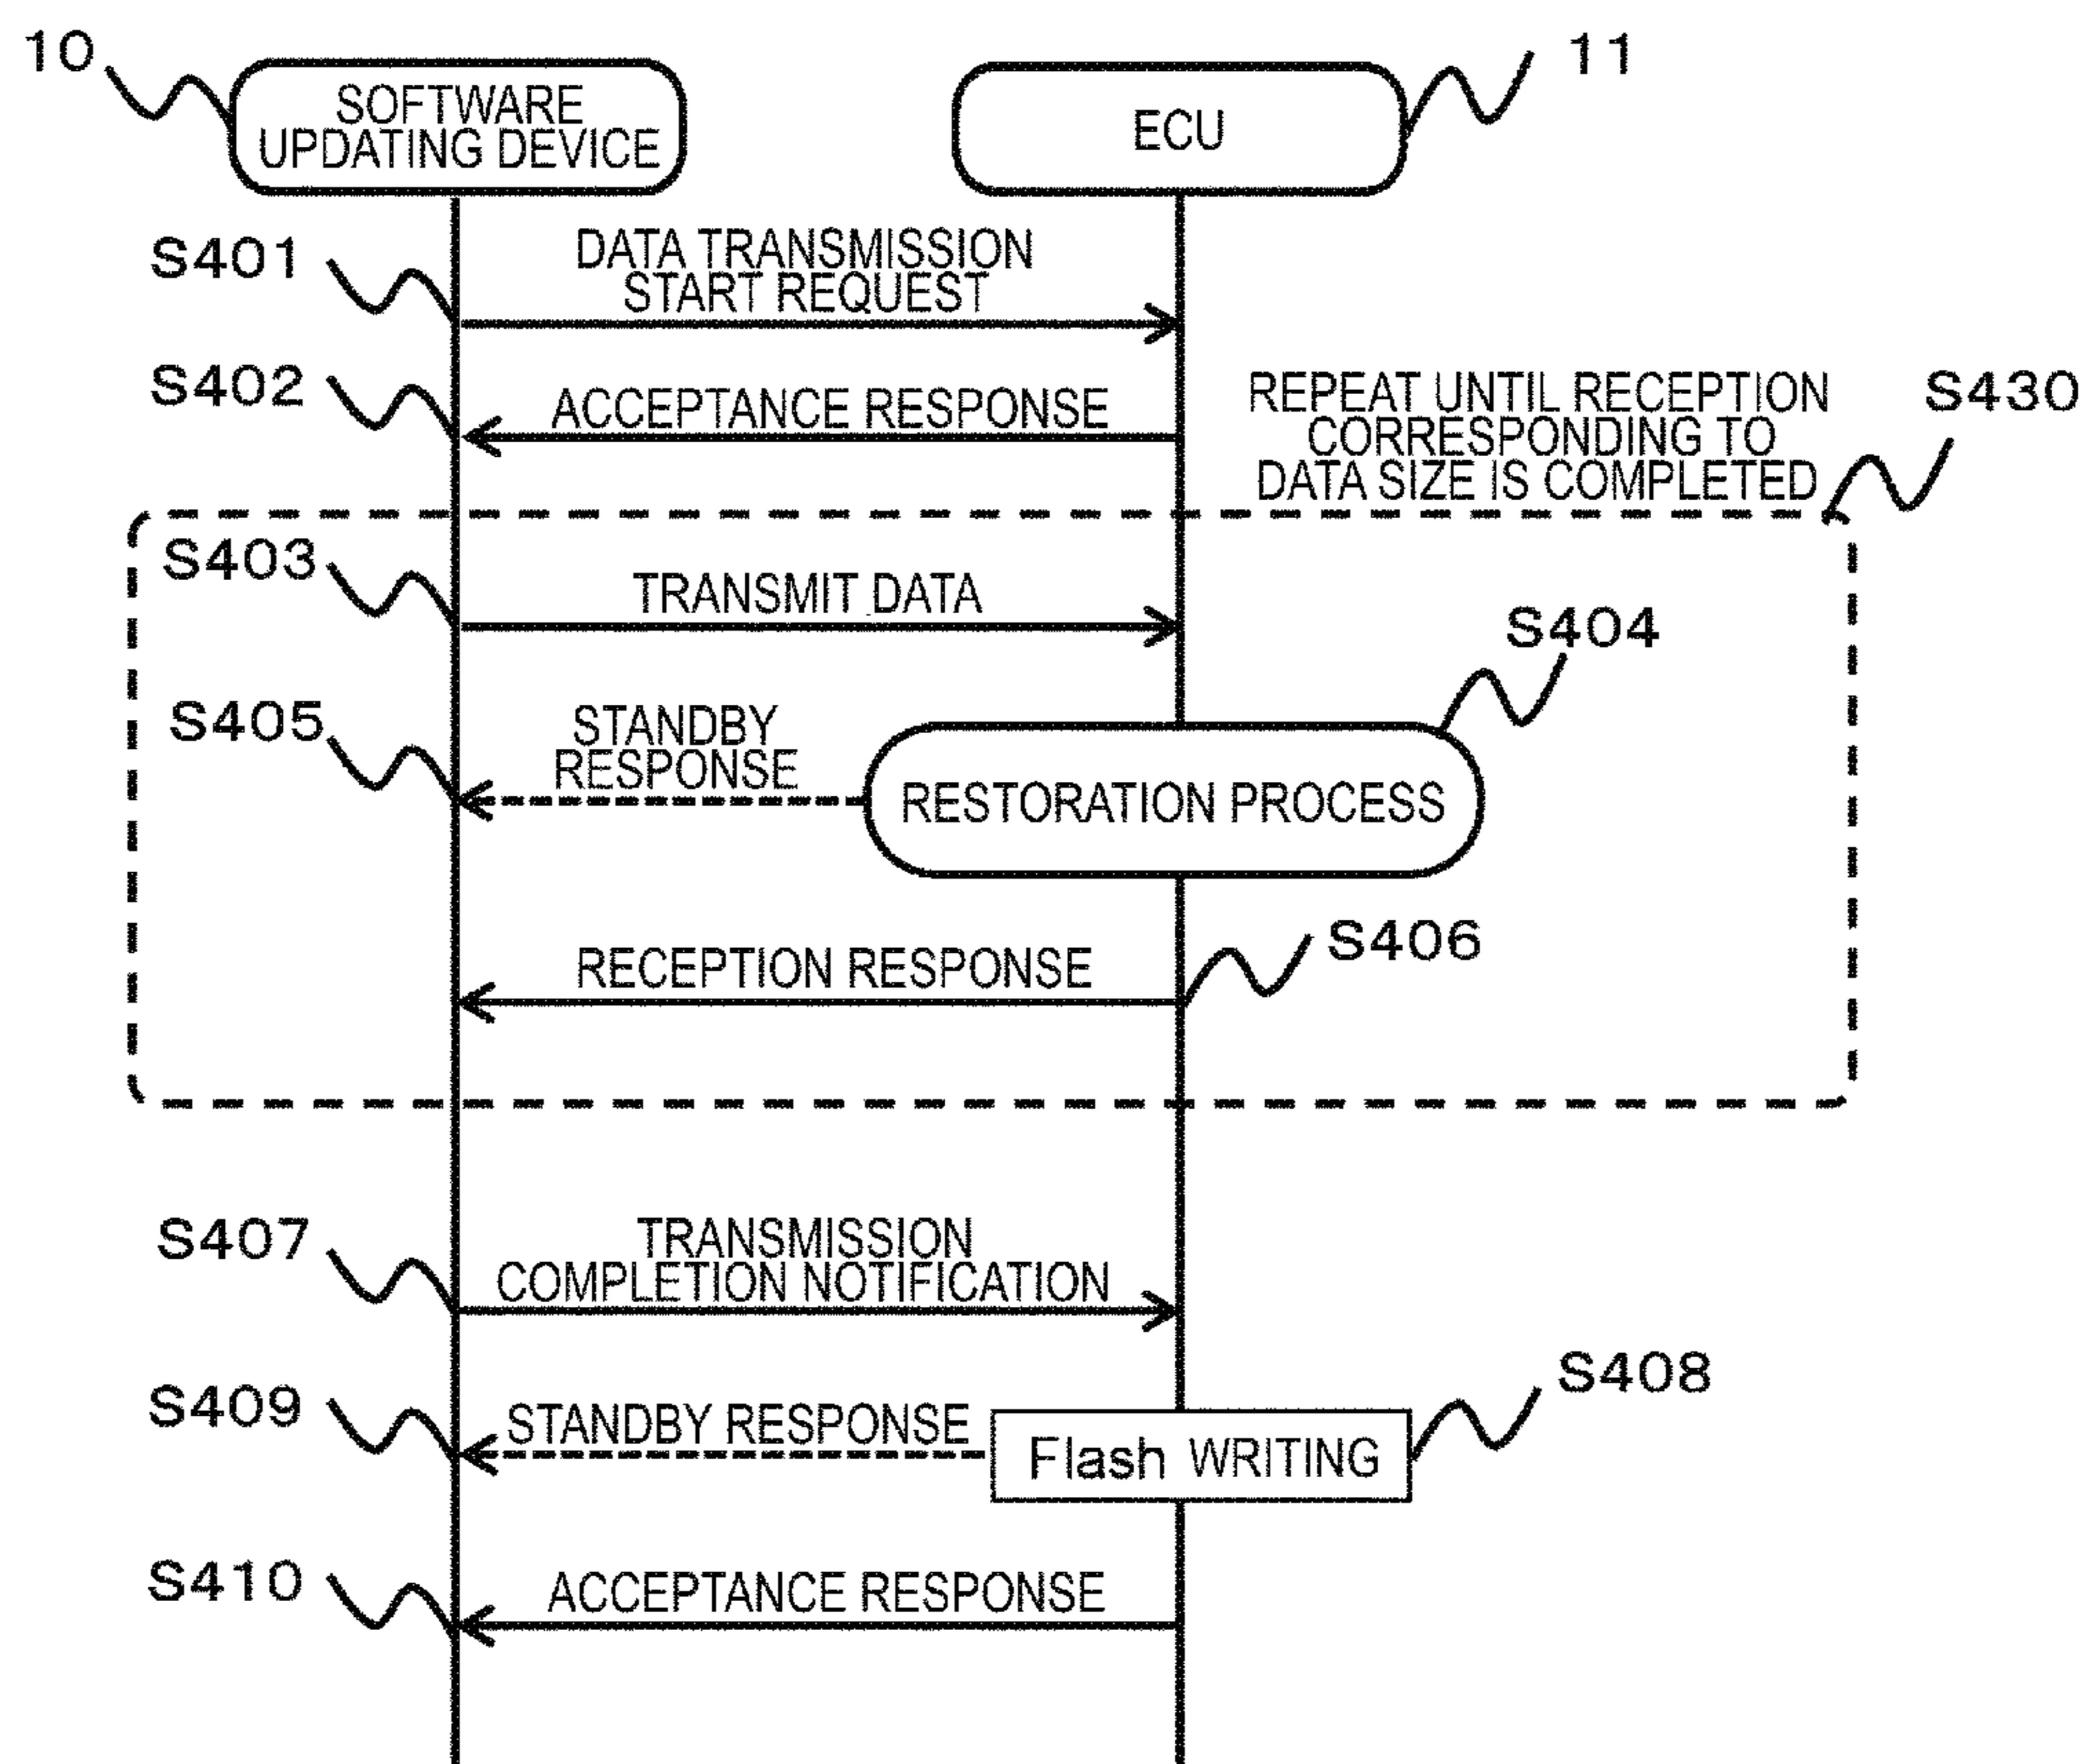 10
SOFTWARE
UPDATING DEVICE
ECU
11
S401
DATA TRANSMISSION
START REQUEST
S402
ACCEPTANCE RESPONSE
REPEAT UNTIL RECEPTION
CORRESPONDING TO
DATA SIZE IS COMPLETED
S430
S403
TRANSMIT DATA
S404
S405
STANDBY
RESPONSE
RESTORATION PROCESS
RECEPTION RESPONSE
S406
S407
TRANSMISSION
COMPLETION NOTIFICATION
S408
S409
STANDBY RESPONSE
Flash WRITING
S410
ACCEPTANCE RESPONSE